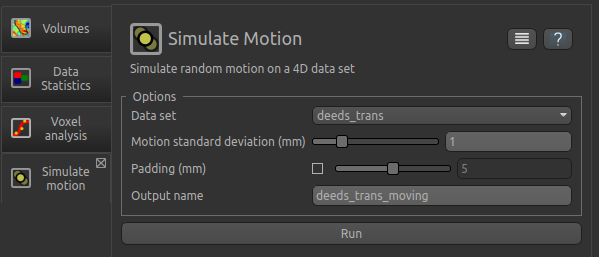 Volumes
Data
Statistics
Voxel
analysis
Simulate
motion
Simulate Motion
?
Simulate random motion on a 4D data set
Options
Data set deeds_trans
Motion standard deviation (mm) 1
Padding (mm) 5
Output name deeds_trans_moving
Run